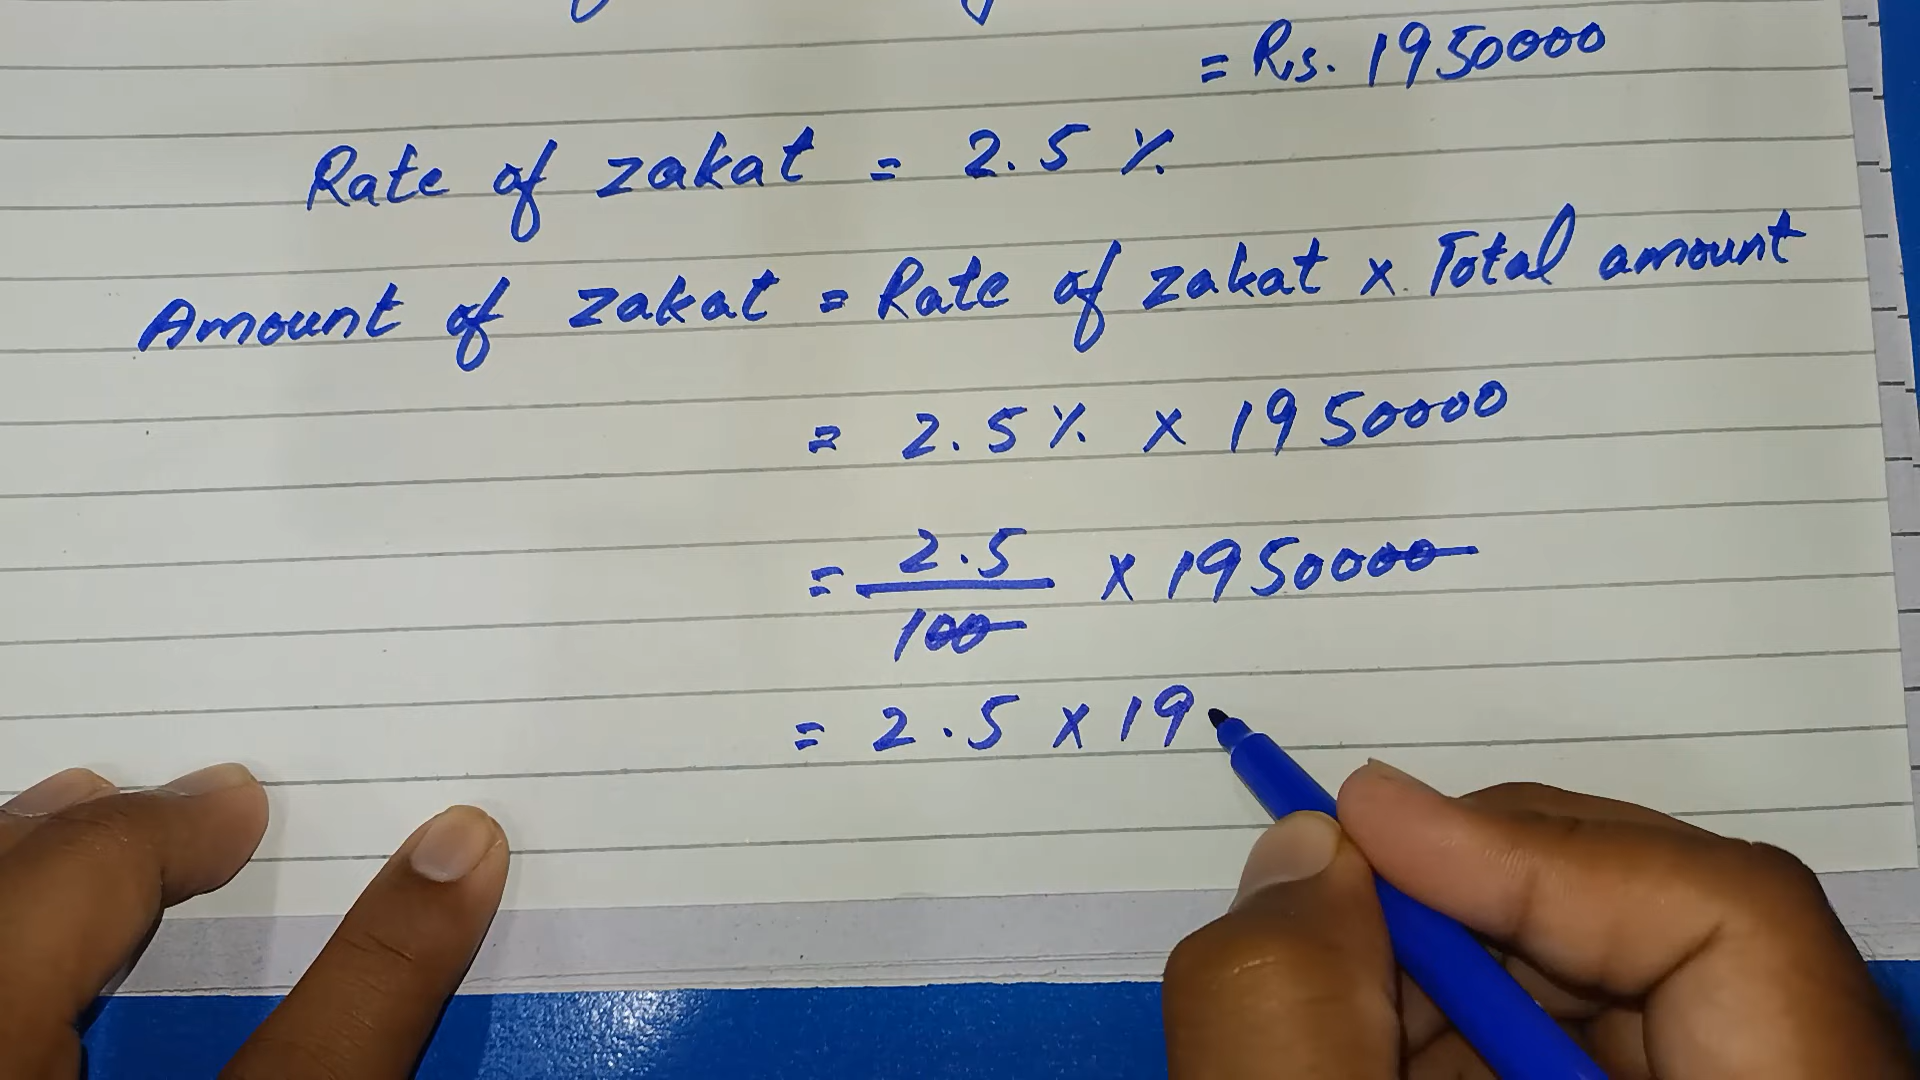 = Rs. 1950000
Rate of zakat = 2.5 %
Amount of zakat = Rate of zakat × Total amount
= 2.5% × 1950000
= 2.5/100 × 1950000
= 2.5 × 19